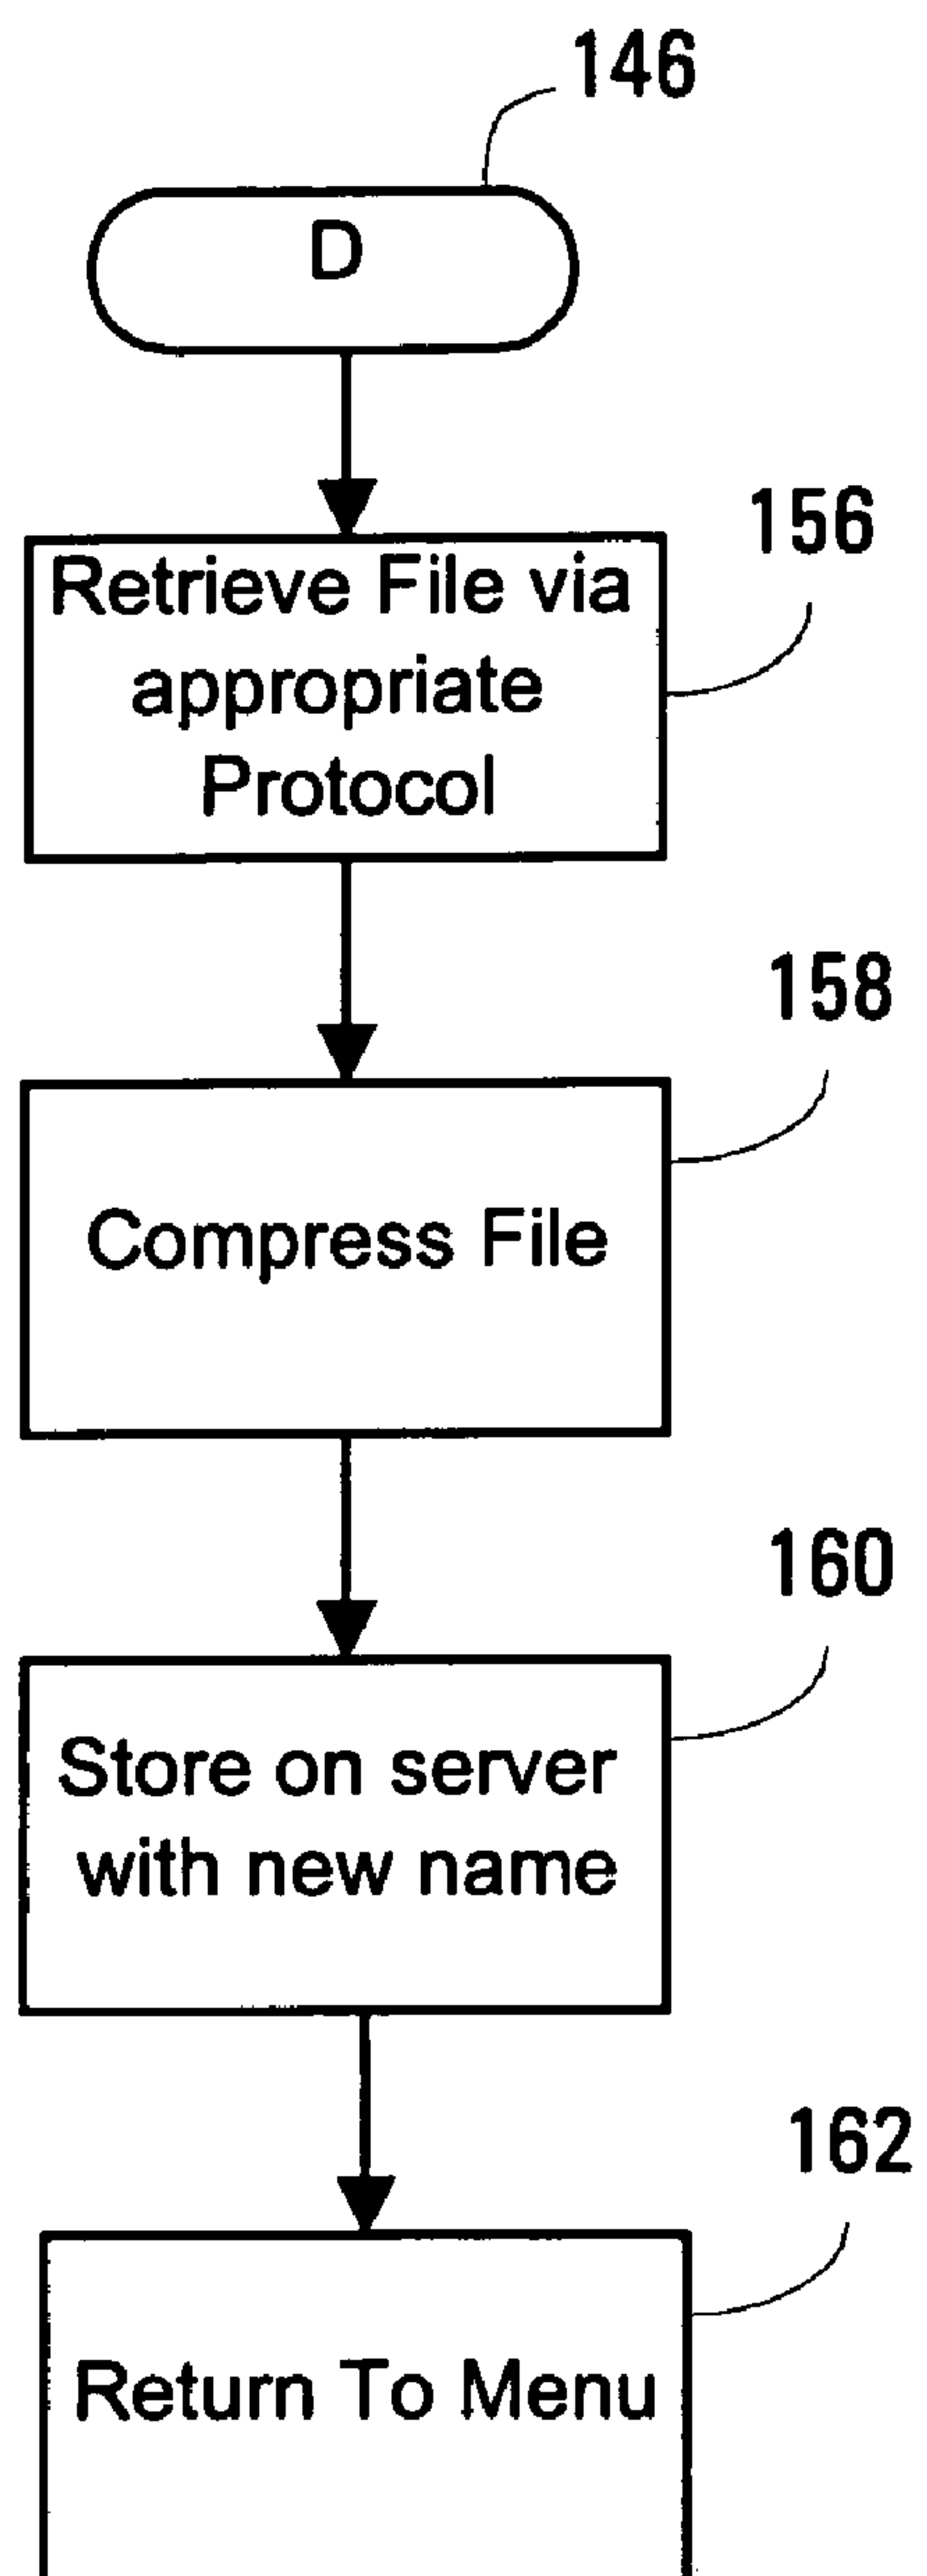 146
D
156
Retrieve File via
appropriate
Protocol
158
Compress File
160
Store on server
with new name
162
Return To Menu